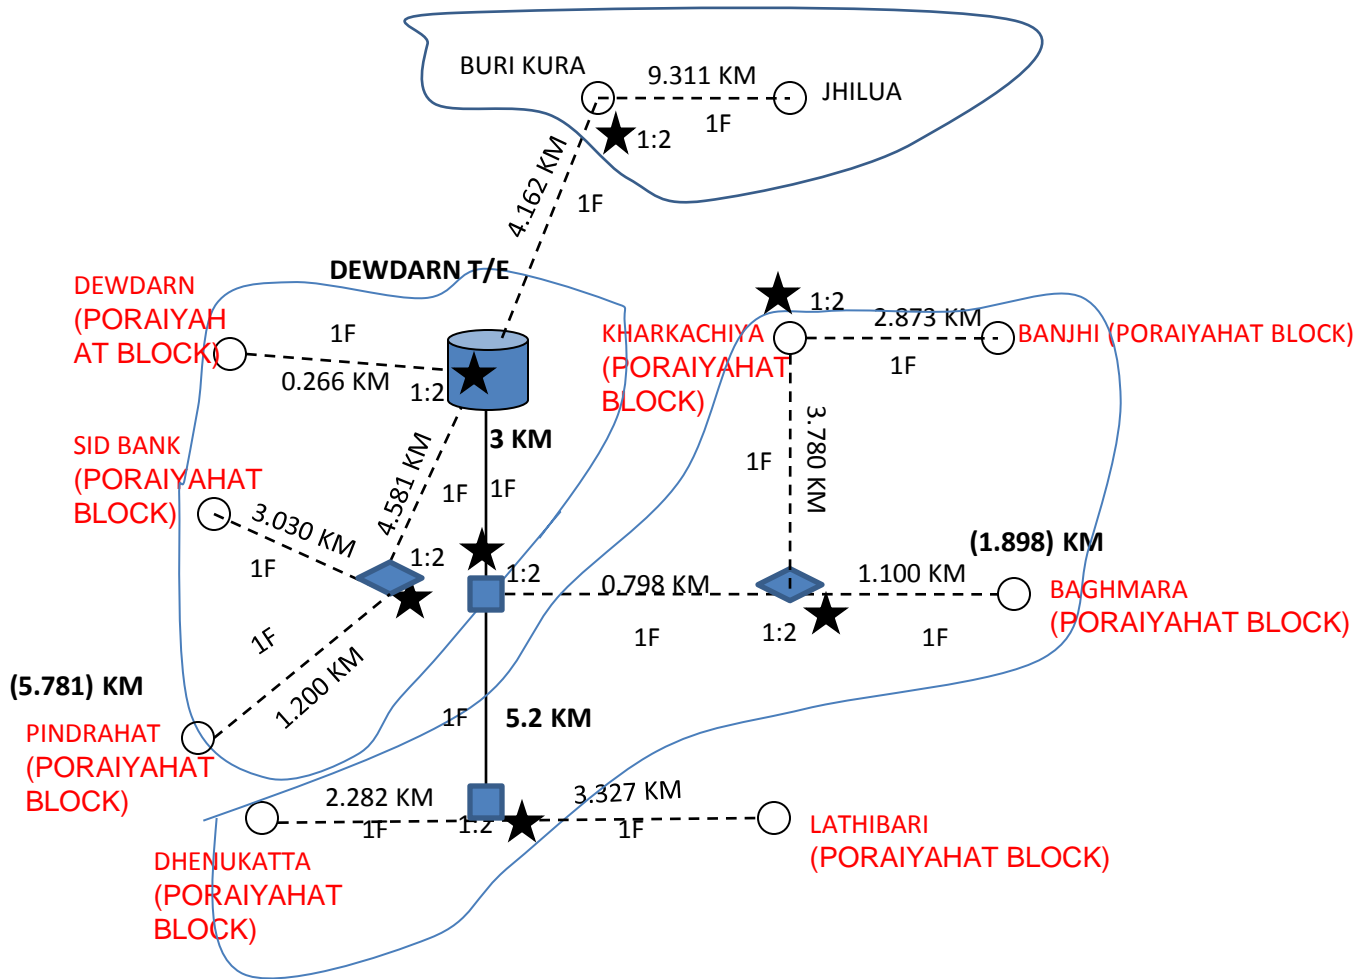 BURI KURA
9.311 KM
JHILUA
1F
1:2
4.162 KM
1F
DEWDARN T/E
DEWDARN
(PORAIYAH
AT BLOCK)
1F
0.266 KM
1:2
1:2
KHARKACHIYA
(PORAIYAHAT
BLOCK)
2.873 KM
1F
BANJHI (PORAIYAHAT BLOCK)
SID BANK
(PORAIYAHAT
BLOCK)
3.030 KM
1F
4.581 KM
1F
3 KM
1F
1:2
1:2
1F
3.780 KM
0.798 KM
1F
1:2
(1.898) KM
1.100 KM
1F
BAGHMARA
(PORAIYAHAT BLOCK)
1F
1.200 KM
(5.781) KM
PINDRAHAT
(PORAIYAHAT
BLOCK)
1F
5.2 KM
2.282 KM
1F
1:2
3.327 KM
1F
DHENUKATTA
(PORAIYAHAT
BLOCK)
LATHIBARI
(PORAIYAHAT BLOCK)